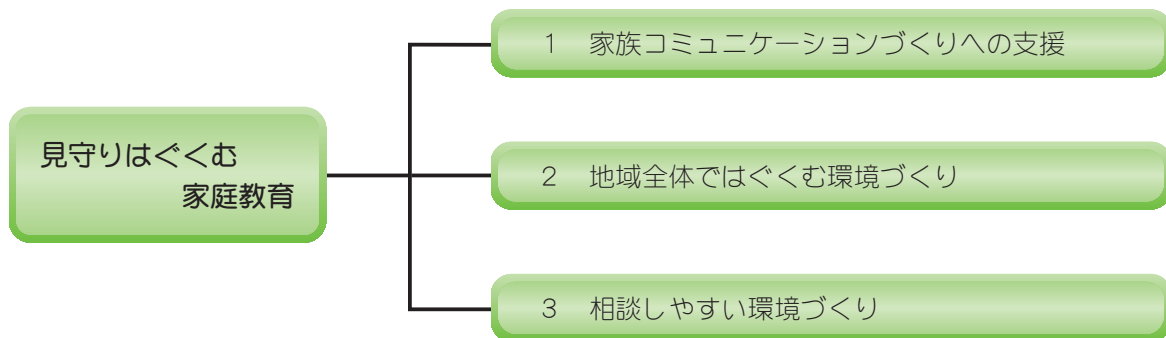 見守りはぐくむ
家庭教育
1 家族コミュニケーションづくりへの支援
2 地域全体ではぐくむ環境づくり
3 相談しやすい環境づくり